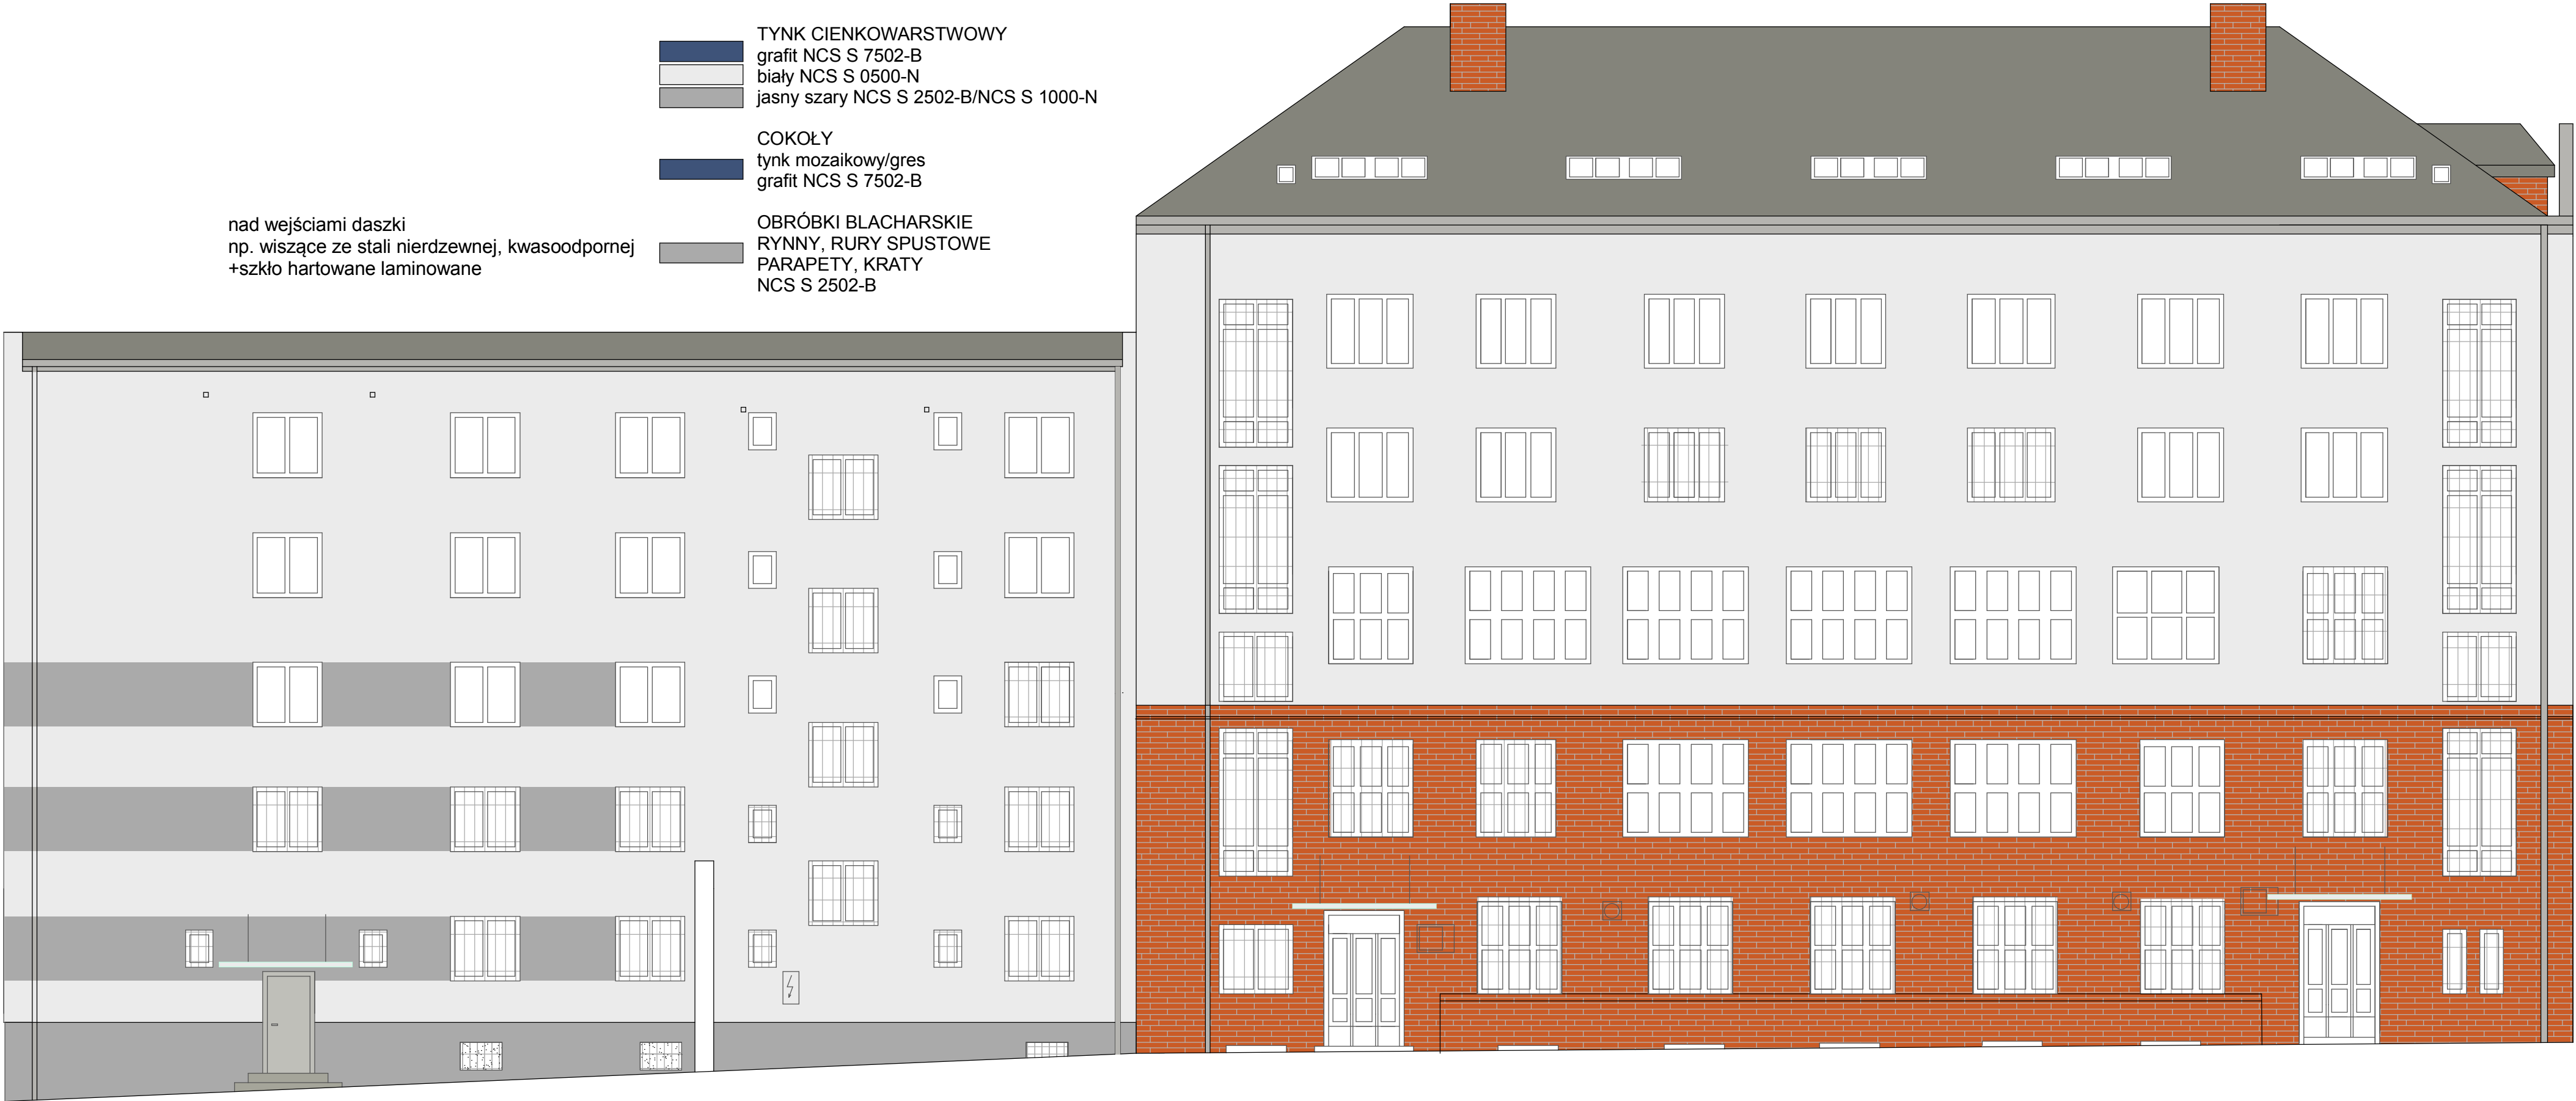 TYNK CIENKOWARSTWOWY
grafit NCS S 7502-B
biały NCS S 0500-N
jasny szary NCS S 2502-B/NCS S 1000-N
COKOŁY
tynk mozaikowy/gres
grafit NCS S 7502-B
nad wejściami daszki
np. wiszące ze stali nierdzewnej, kwasoodpornej
+szkło hartowane laminowane
OBRÓBKI BLACHARSKIE
RYNNY, RURY SPUSTOWE
PARAPETY, KRATY
NCS S 2502-B